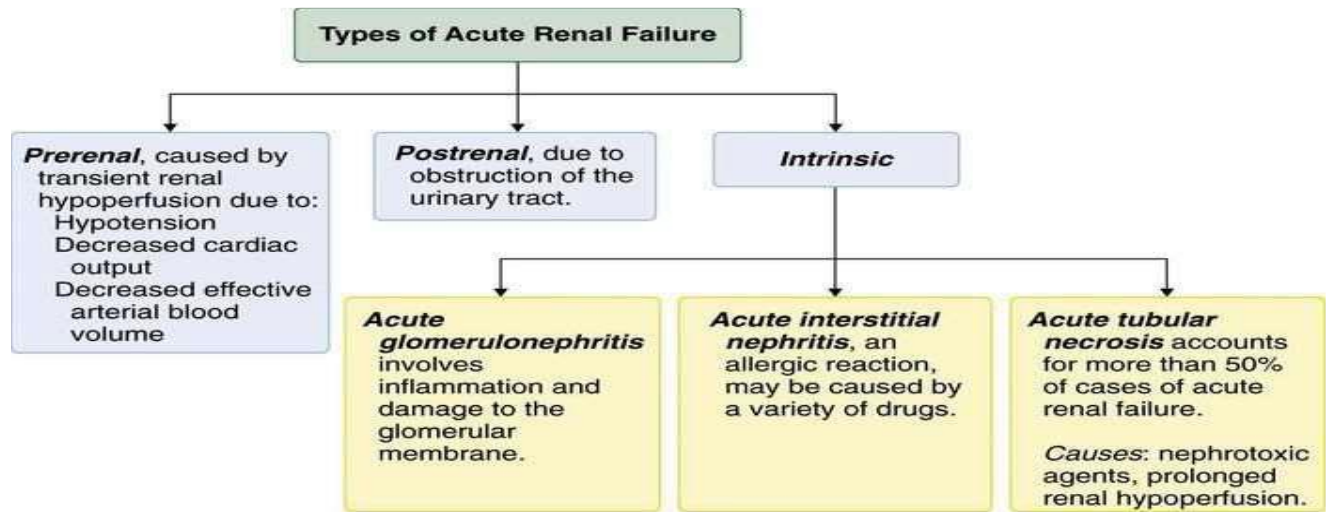 Types of Acute Renal Failure
Prerenal, caused by
transient renal
hypoperfusion due to:
Hypotension
Decreased cardiac
output
Decreased effective
arterial blood
volume
Postrenal, due to
obstruction of the
urinary tract.
Intrinsic
Acute
glomerulonephritis
involves
inflammation and
damage to the
glomerular
membrane.
Acute interstitial
nephritis, an
allergic reaction,
may be caused by
a variety of drugs.
Acute tubular
necrosis accounts
for more than 50%
of cases of acute
renal failure.
Causes: nephrotoxic
agents, prolonged
renal hypoperfusion.